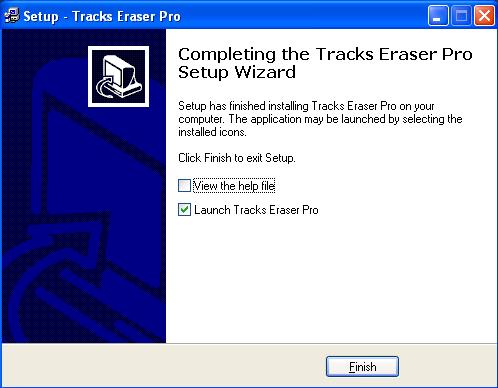 Setup - Tracks Eraser Pro
Completing the Tracks Eraser Pro
Setup Wizard
Setup has finished installing Tracks Eraser Pro on your
computer. The application may be launched by selecting the
installed icons.
Click Finish to exit Setup.
View the help file
Launch Tracks Eraser Pro
Finish